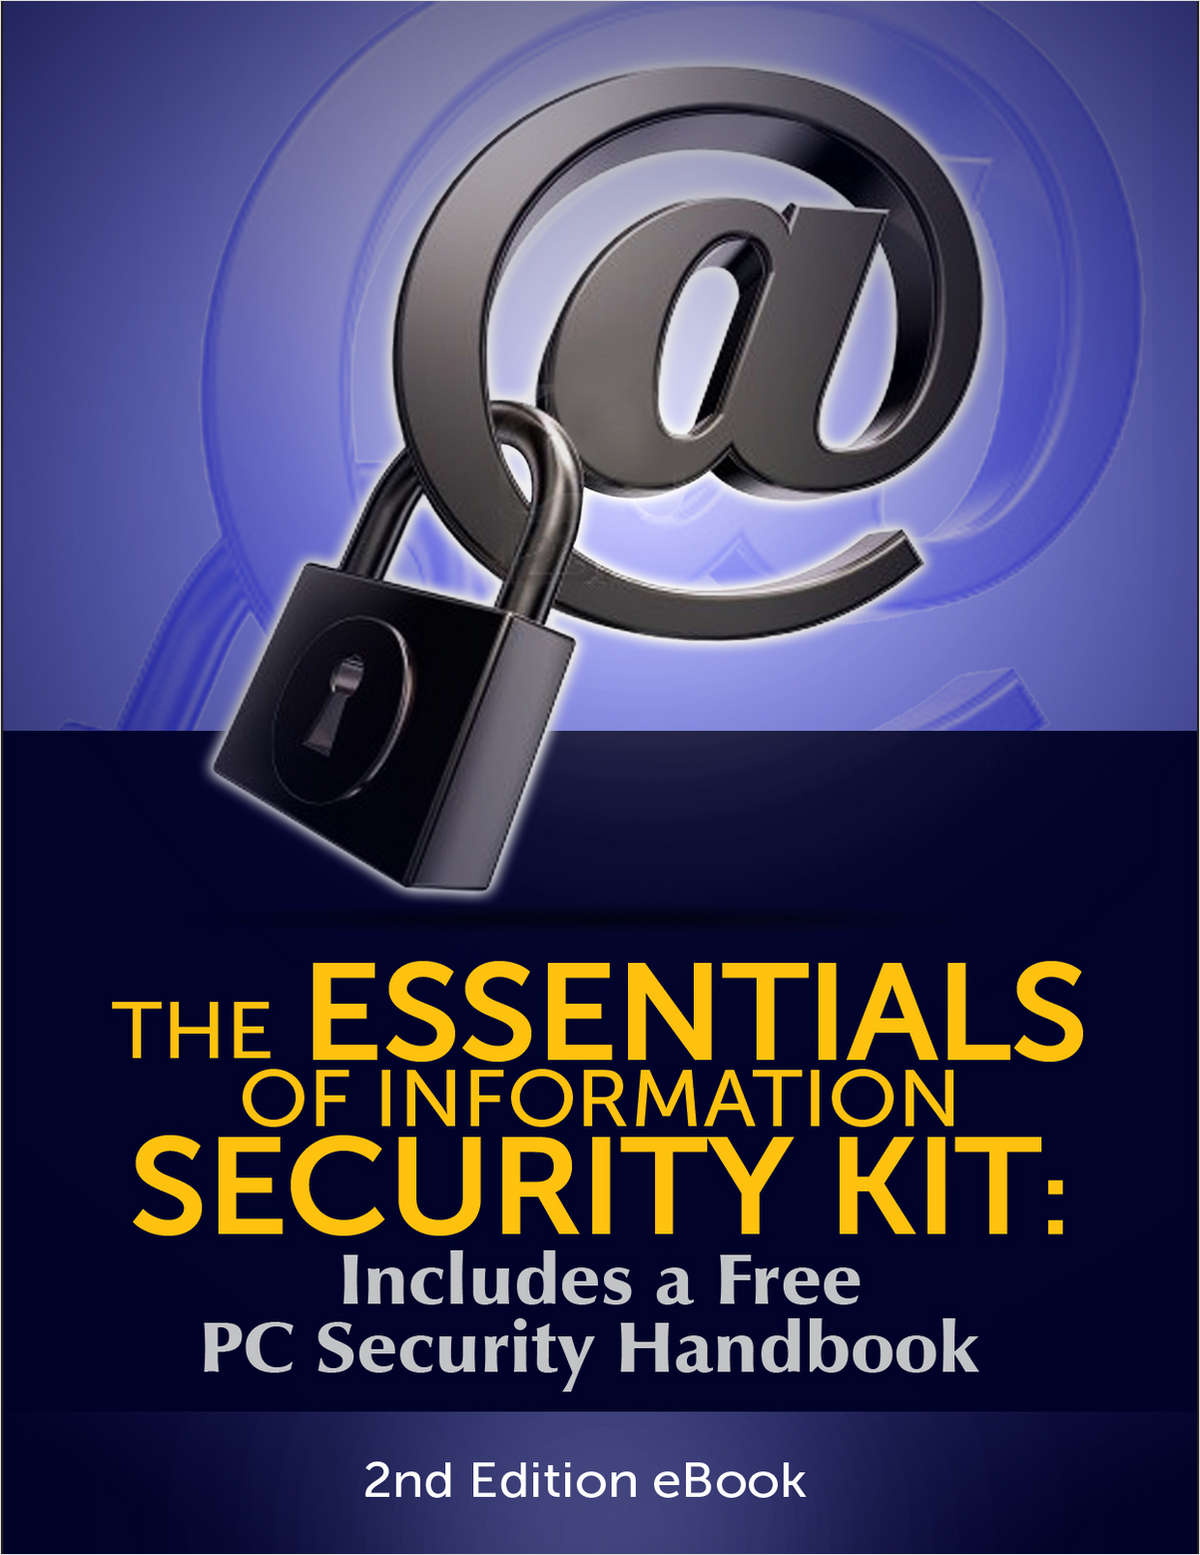 @
THE ESSENTIALS
OF INFORMATION
SECURITY KIT:
Includes a Free
PC Security Handbook
2nd Edition eBook